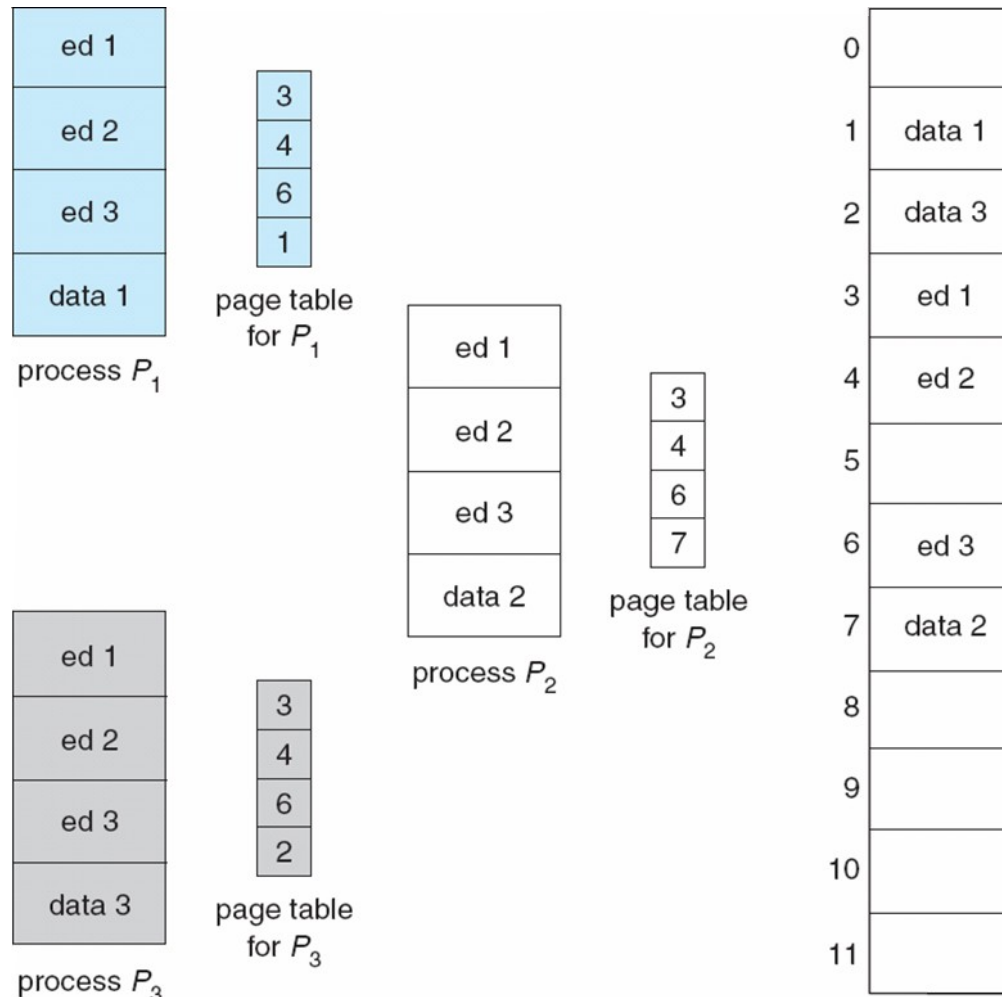 ed 1
ed 2
ed 3
data 1
process P1
3
4
6
1
page table
for P1
ed 1
ed 2
ed 3
data 2
process P2
3
4
6
7
page table
for P2
ed 1
ed 2
ed 3
data 3
process P3
3
4
6
2
page table
for P3
0
1 data 1
2 data 3
3 ed 1
4 ed 2
5
6 ed 3
7 data 2
8
9
10
11